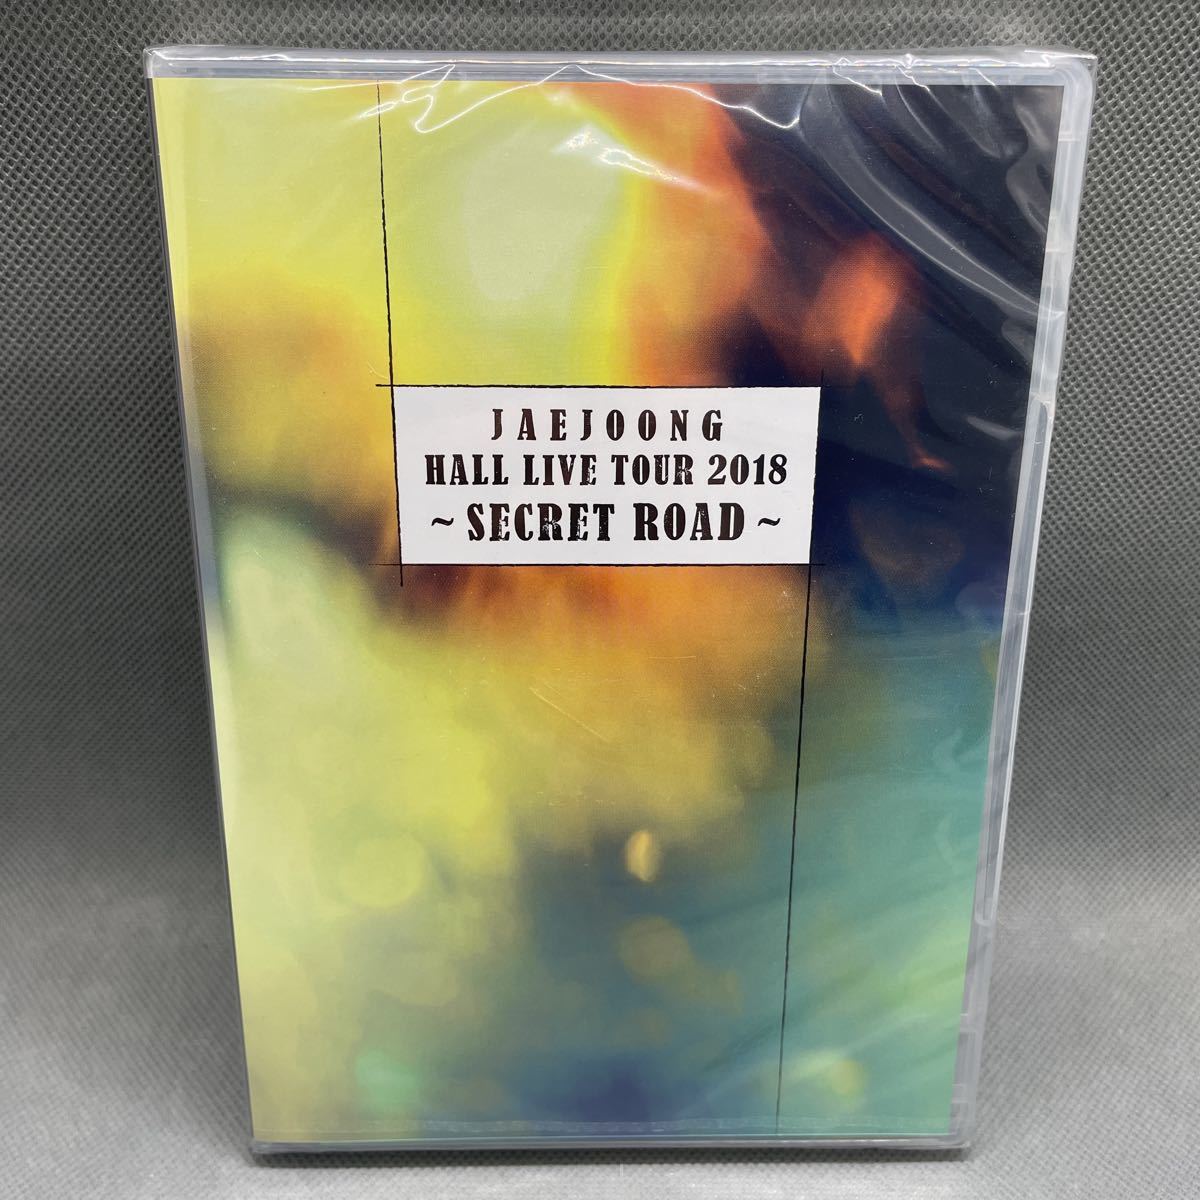 JAEJOONG
HALL LIVE TOUR 2018
~ SECRET ROAD ~